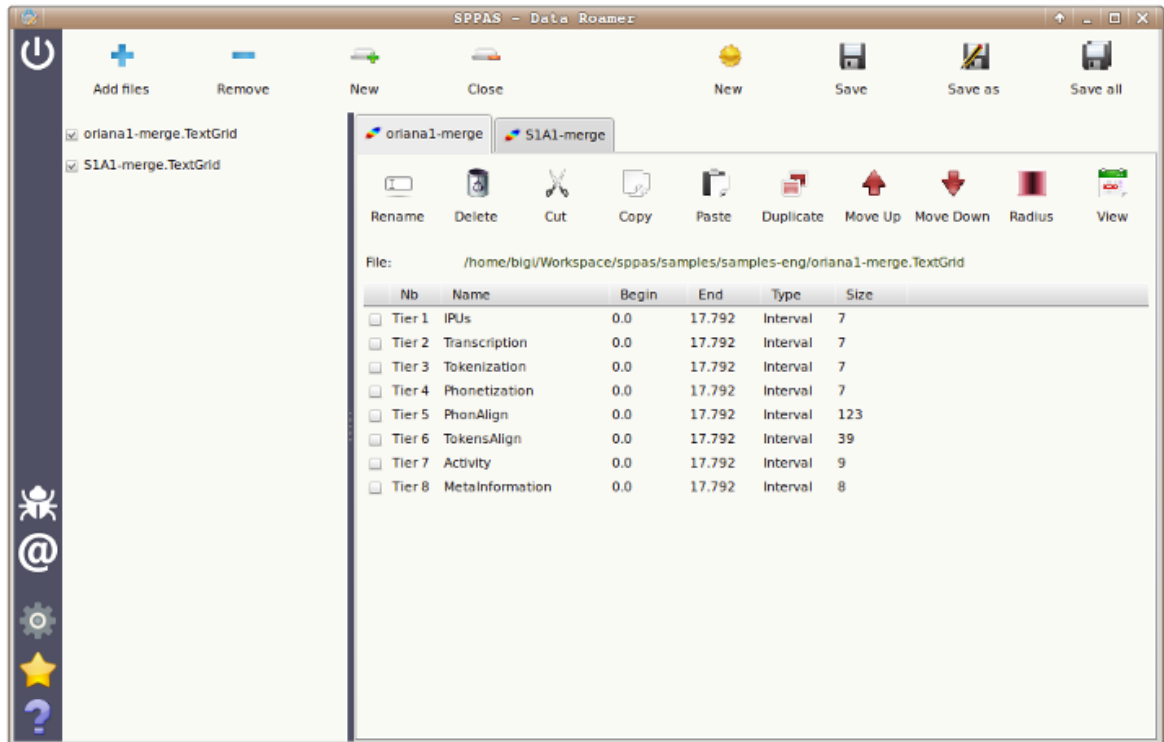 SPPAS - Data Roamer
Add files Remove New Close New Save Save as Save all
oriana1-merge.TextGrid
S1A1-merge.TextGrid
oriana1-merge S1A1-merge
Rename Delete Cut Copy Paste Duplicate Move Up Move Down Radius View
File: /home/bigi/Workspace/sppas/samples/samples-eng/oriana1-merge.TextGrid
Nb Name Begin End Type Size
Tier 1 IPUs 0.0 17.792 Interval 7
Tier 2 Transcription 0.0 17.792 Interval 7
Tier 3 Tokenization 0.0 17.792 Interval 7
Tier 4 Phonetization 0.0 17.792 Interval 7
Tier 5 PhonAlign 0.0 17.792 Interval 123
Tier 6 TokensAlign 0.0 17.792 Interval 39
Tier 7 Activity 0.0 17.792 Interval 9
Tier 8 MetaInformation 0.0 17.792 Interval 8
@
?